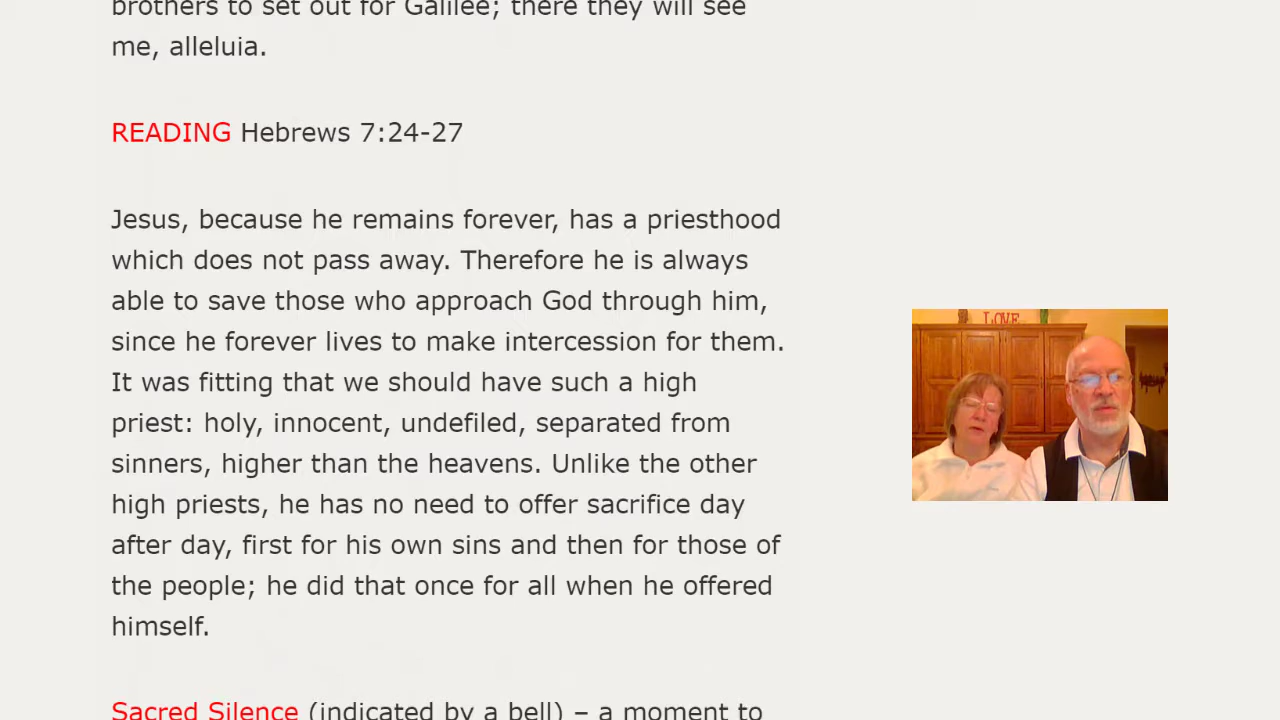 brothers to set out for Galilee; there they will see
me, alleluia.
READING Hebrews 7:24-27
Jesus, because he remains forever, has a priesthood
which does not pass away. Therefore he is always
able to save those who approach God through him,
since he forever lives to make intercession for them.
It was fitting that we should have such a high
priest: holy, innocent, undefiled, separated from
sinners, higher than the heavens. Unlike the other
high priests, he has no need to offer sacrifice day
after day, first for his own sins and then for those of
the people; he did that once for all when he offered
himself.
Sacred Silence (indicated by a bell) – a moment to
LOVE